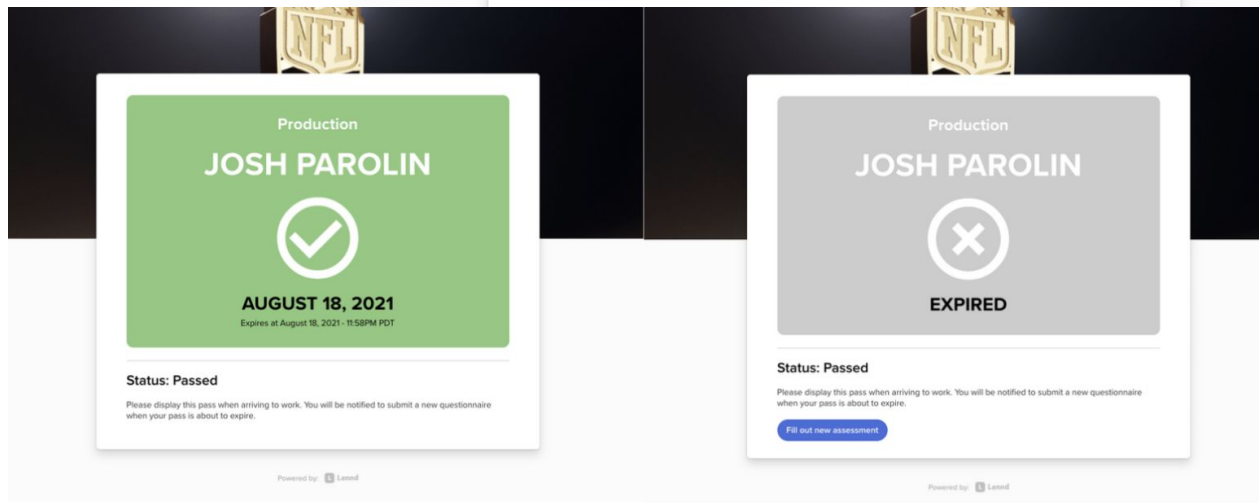 NFL
Production
JOSH PAROLIN
AUGUST 18, 2021
Expires at August 18, 2021 - 11:58PM PDT
Status: Passed
Please display this pass when arriving to work. You will be notified to submit a new questionnaire
when your pass is about to expire.
Powered by: L Lennd
NFL
Production
JOSH PAROLIN
EXPIRED
Status: Passed
Please display this pass when arriving to work. You will be notified to submit a new questionnaire
when your pass is about to expire.
Fill out new assessment
Powered by: L Lennd